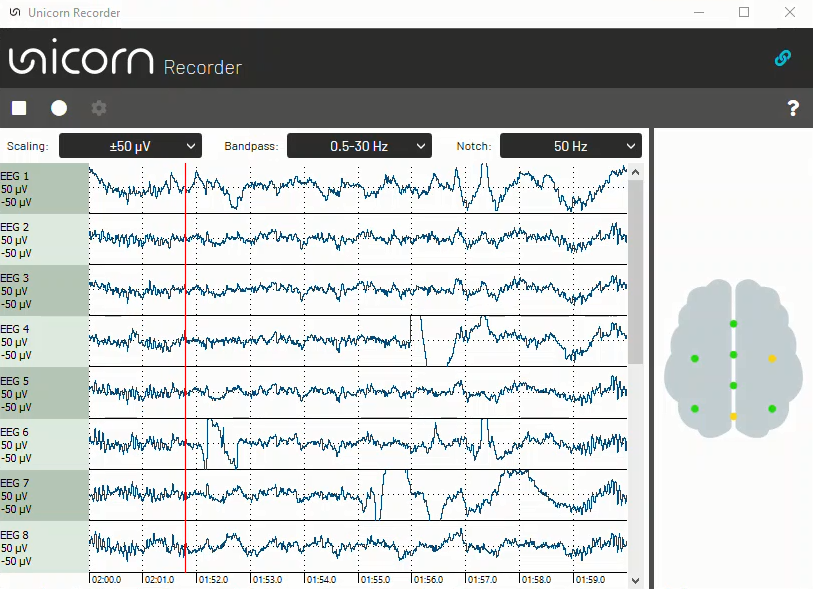 Unicorn Recorder
unicorn Recorder
?
Scaling: ±50 µV Bandpass: 0.5-30 Hz Notch: 50 Hz
EEG 1
50 µV
-50 µV
EEG 2
50 µV
-50 µV
EEG 3
50 µV
-50 µV
EEG 4
50 µV
-50 µV
EEG 5
50 µV
-50 µV
EEG 6
50 µV
-50 µV
EEG 7
50 µV
-50 µV
EEG 8
50 µV
-50 µV
02:00.0 02:01.0 01:52.0 01:53.0 01:54.0 01:55.0 01:56.0 01:57.0 01:58.0 01:59.0